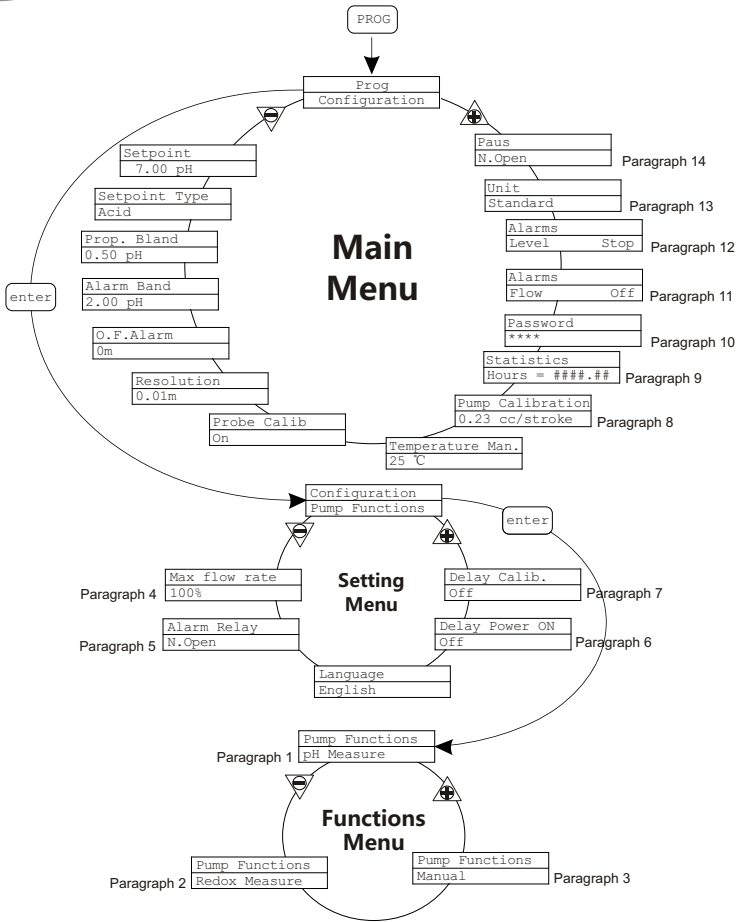 PROG
Prog
Configuration
Setpoint
7.00 pH
Setpoint Type
Acid
Prop. Bland
0.50 pH
Alarm Band
2.00 pH
O.F.Alarm
0m
Resolution
0.01m
Probe Calib
On
Main
Menu
Paus
N.Open
Paragraph 14
Unit
Standard
Paragraph 13
Alarms
Level Stop
Paragraph 12
Alarms
Flow Off
Paragraph 11
Password
****
Paragraph 10
Statistics
Hours = ####.##
Paragraph 9
Pump Calibration
0.23 cc/stroke
Paragraph 8
Temperature Man.
25 ℃
enter
Configuration
Pump Functions
enter
Max flow rate
100%
Paragraph 4
Alarm Relay
N.Open
Paragraph 5
Setting
Menu
Delay Calib.
Off
Paragraph 7
Delay Power ON
Off
Paragraph 6
Language
English
Pump Functions
pH Measure
Paragraph 1
Functions
Menu
Pump Functions
Redox Measure
Paragraph 2
Pump Functions
Manual
Paragraph 3